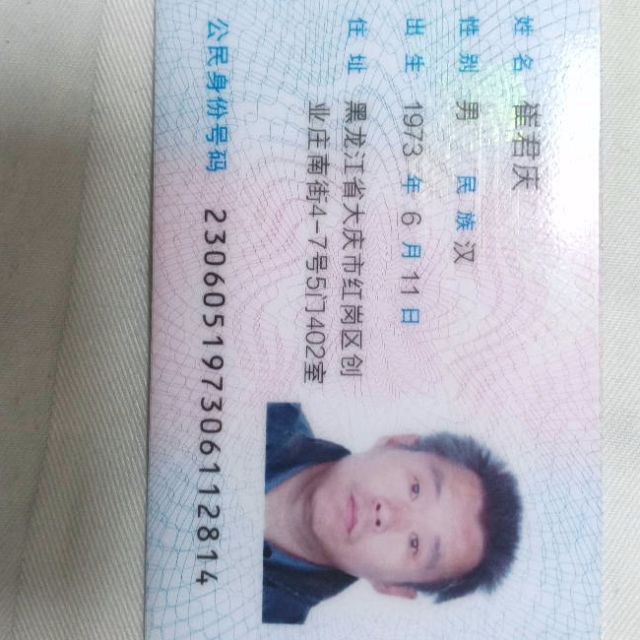 姓名 崔君庆
性别 男 民族 汉
出生 1973 年 6 月 11 日
住址 黑龙江省大庆市红岗区创
业庄南街4-7号5门402室
公民身份号码 230605197306112814